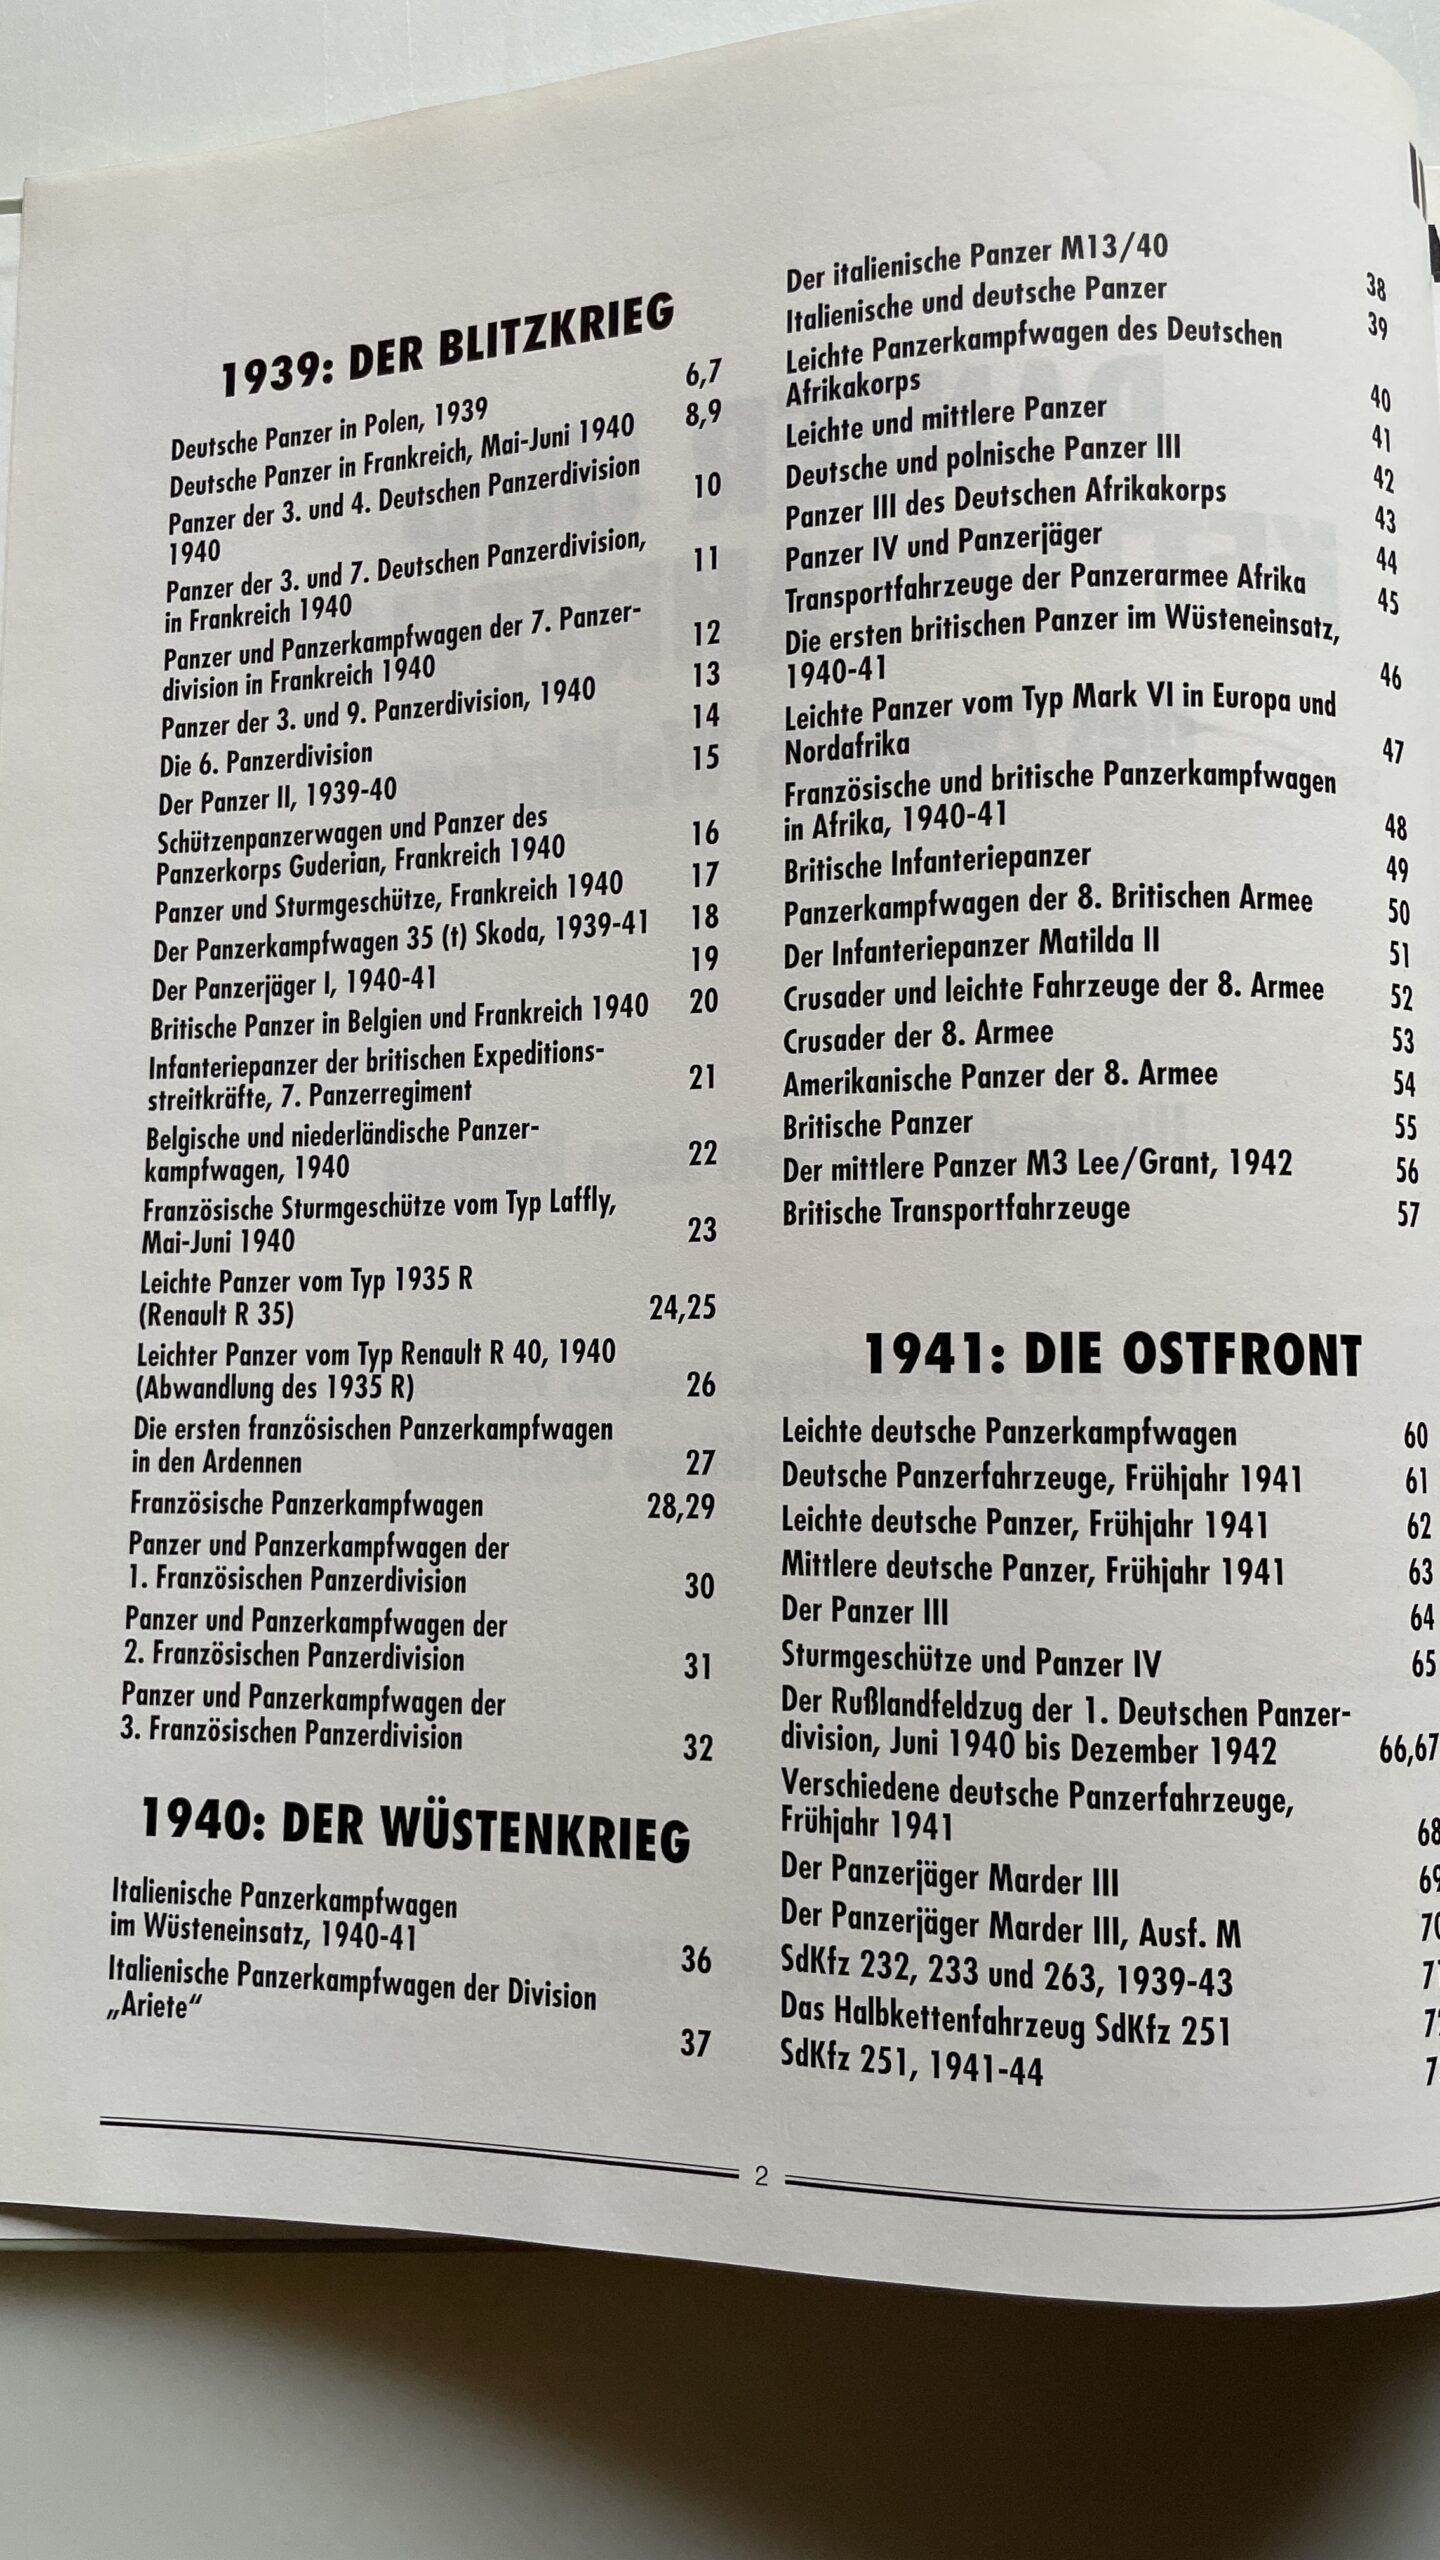 1939: DER BLITZKRIEG
Deutsche Panzer in Polen, 1939 6,7
Deutsche Panzer in Frankreich, Mai-Juni 1940 8,9
Panzer der 3. und 4. Deutschen Panzerdivision
1940 10
Panzer der 3. und 7. Deutschen Panzerdivision,
in Frankreich 1940 11
Panzer und Panzerkampfwagen der 7. Panzer-
division in Frankreich 1940 12
Panzer der 3. und 9. Panzerdivision, 1940 13
Die 6. Panzerdivision 14
Der Panzer II, 1939-40 15
Schützenpanzerwagen und Panzer des
Panzerkorps Guderian, Frankreich 1940 16
Panzer und Sturmgeschütze, Frankreich 1940 17
Der Panzerkampfwagen 35 (t) Skoda, 1939-41 18
Der Panzerjäger I, 1940-41 19
Britische Panzer in Belgien und Frankreich 1940 20
Infanteriepanzer der britischen Expeditions-
streitkräfte, 7. Panzerregiment 21
Belgische und niederländische Panzer-
kampfwagen, 1940 22
Französische Sturmgeschütze vom Typ Laffly,
Mai-Juni 1940 23
Leichte Panzer vom Typ 1935 R
(Renault R 35) 24,25
Leichter Panzer vom Typ Renault R 40, 1940
(Abwandlung des 1935 R) 26
Die ersten französischen Panzerkampfwagen
in den Ardennen 27
Französische Panzerkampfwagen 28,29
Panzer und Panzerkampfwagen der
1. Französischen Panzerdivision 30
Panzer und Panzerkampfwagen der
2. Französischen Panzerdivision 31
Panzer und Panzerkampfwagen der
3. Französischen Panzerdivision 32
1940: DER WÜSTENKRIEG
Italienische Panzerkampfwagen
im Wüsteneinsatz, 1940-41 36
Italienische Panzerkampfwagen der Division
„Ariete“ 37
Der italienische Panzer M13/40 38
Italienische und deutsche Panzer 39
Leichte Panzerkampfwagen des Deutschen
Afrikakorps 40
Leichte und mittlere Panzer 41
Deutsche und polnische Panzer III 42
Panzer III des Deutschen Afrikakorps 43
Panzer IV und Panzerjäger 44
Transportfahrzeuge der Panzerarmee Afrika 45
Die ersten britischen Panzer im Wüsteneinsatz,
1940-41 46
Leichte Panzer vom Typ Mark VI in Europa und
Nordafrika 47
Französische und britische Panzerkampfwagen
in Afrika, 1940-41 48
Britische Infanteriepanzer 49
Panzerkampfwagen der 8. Britischen Armee 50
Der Infanteriepanzer Matilda II 51
Crusader und leichte Fahrzeuge der 8. Armee 52
Crusader der 8. Armee 53
Amerikanische Panzer der 8. Armee 54
Britische Panzer 55
Der mittlere Panzer M3 Lee/Grant, 1942 56
Britische Transportfahrzeuge 57
1941: DIE OSTFRONT
Leichte deutsche Panzerkampfwagen 60
Deutsche Panzerfahrzeuge, Frühjahr 1941 61
Leichte deutsche Panzer, Frühjahr 1941 62
Mittlere deutsche Panzer, Frühjahr 1941 63
Der Panzer III 64
Sturmgeschütze und Panzer IV 65
Der Rußlandfeldzug der 1. Deutschen Panzer-
division, Juni 1940 bis Dezember 1942 66,67
Verschiedene deutsche Panzerfahrzeuge,
Frühjahr 1941 68
Der Panzerjäger Marder III 69
Der Panzerjäger Marder III, Ausf. M 70
SdKfz 232, 233 und 263, 1939-43
Das Halbkettenfahrzeug SdKfz 251
SdKfz 251, 1941-44
2